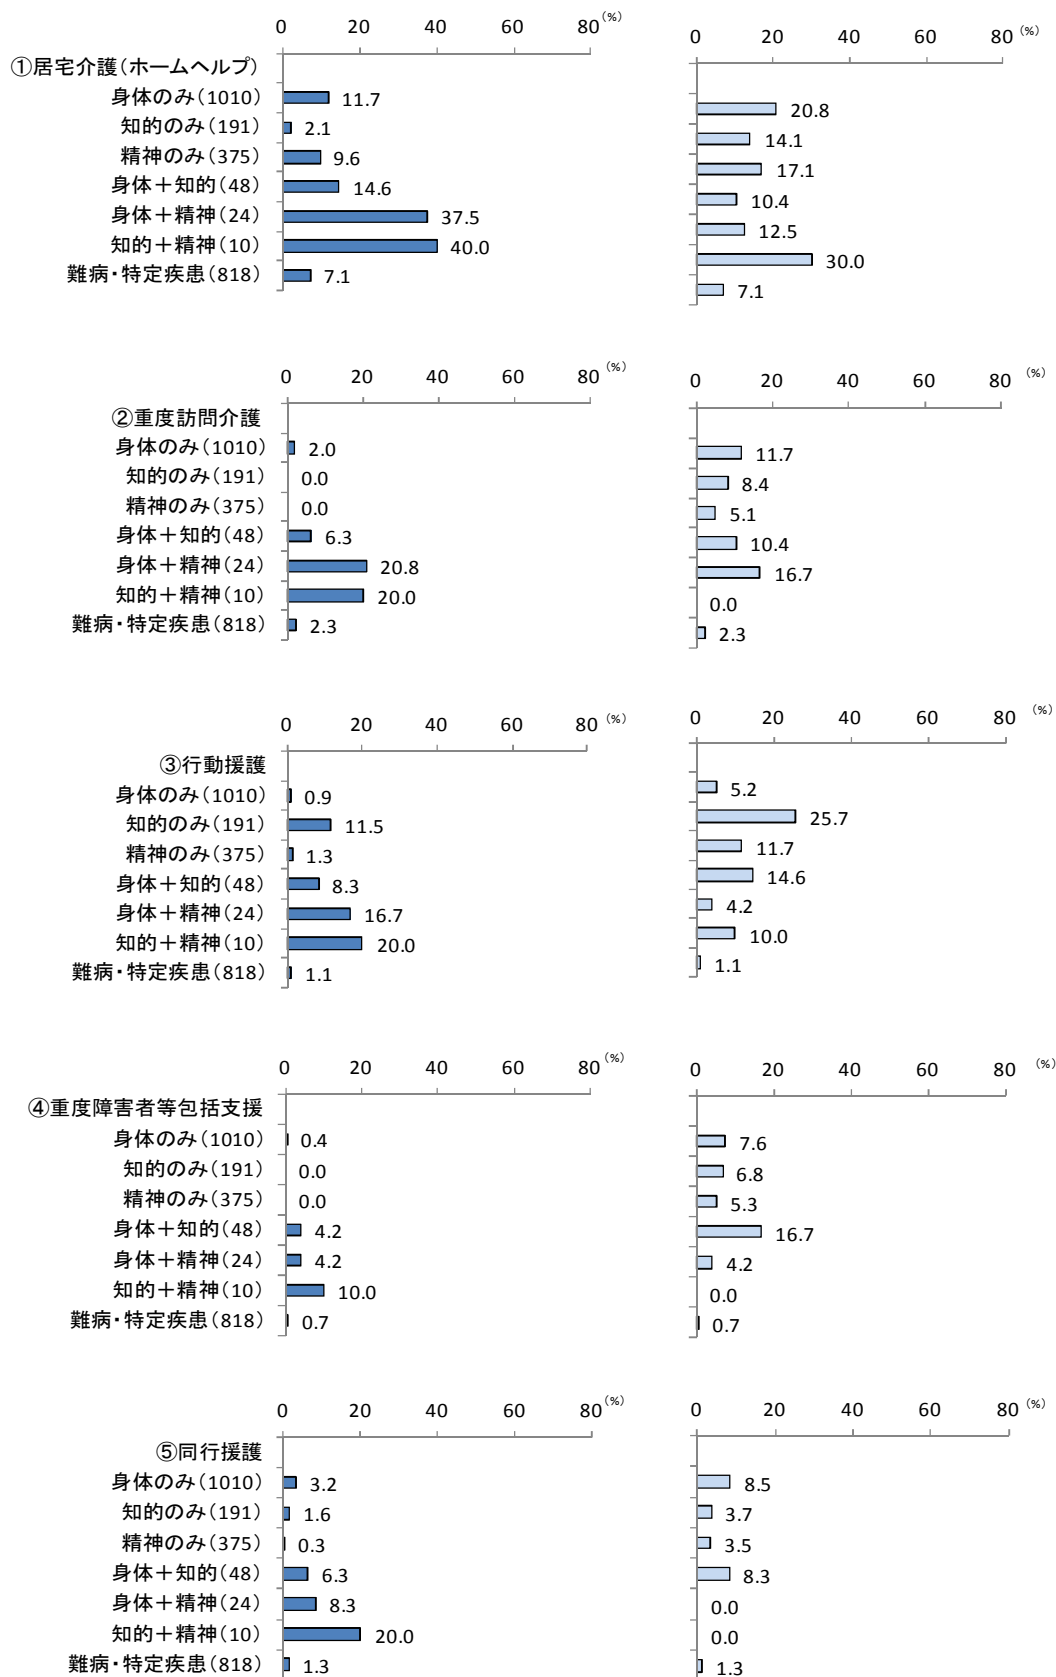 0 20 40 60 80 (%) 0 20 40 60 80 (%)
①居宅介護(ホームヘルプ)
身体のみ(1010) 11.7 20.8
知的のみ(191) 2.1 14.1
精神のみ(375) 9.6 17.1
身体+知的(48) 14.6 10.4
身体+精神(24) 37.5 12.5
知的+精神(10) 40.0 30.0
難病・特定疾患(818) 7.1 7.1
0 20 40 60 80 (%) 0 20 40 60 80 (%)
②重度訪問介護
身体のみ(1010) 2.0 11.7
知的のみ(191) 0.0 8.4
精神のみ(375) 0.0 5.1
身体+知的(48) 6.3 10.4
身体+精神(24) 20.8 16.7
知的+精神(10) 20.0 0.0
難病・特定疾患(818) 2.3 2.3
0 20 40 60 80 (%) 0 20 40 60 80 (%)
③行動援護
身体のみ(1010) 0.9 5.2
知的のみ(191) 11.5 25.7
精神のみ(375) 1.3 11.7
身体+知的(48) 8.3 14.6
身体+精神(24) 16.7 4.2
知的+精神(10) 20.0 10.0
難病・特定疾患(818) 1.1 1.1
0 20 40 60 80 (%) 0 20 40 60 80 (%)
④重度障害者等包括支援
身体のみ(1010) 0.4 7.6
知的のみ(191) 0.0 6.8
精神のみ(375) 0.0 5.3
身体+知的(48) 4.2 16.7
身体+精神(24) 4.2 4.2
知的+精神(10) 10.0 0.0
難病・特定疾患(818) 0.7 0.7
0 20 40 60 80 (%) 0 20 40 60 80 (%)
⑤同行援護
身体のみ(1010) 3.2 8.5
知的のみ(191) 1.6 3.7
精神のみ(375) 0.3 3.5
身体+知的(48) 6.3 8.3
身体+精神(24) 8.3 0.0
知的+精神(10) 20.0 0.0
難病・特定疾患(818) 1.3 1.3